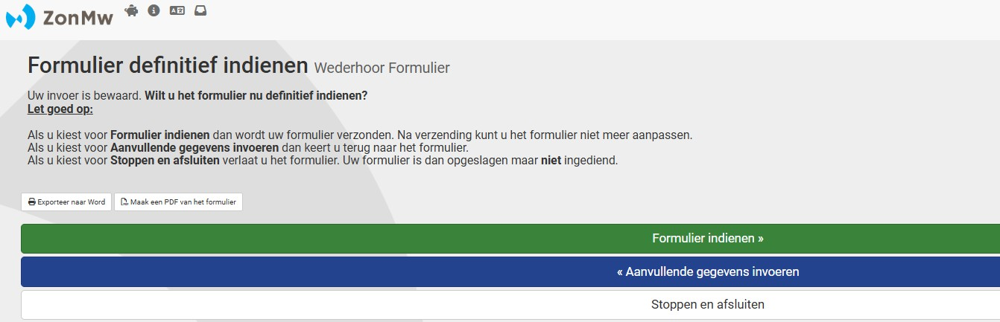 ZonMw
Formulier definitief indienen Wederhoor Formulier
Uw invoer is bewaard. Wilt u het formulier nu definitief indienen?
Let goed op:
Als u kiest voor Formulier indienen dan wordt uw formulier verzonden. Na verzending kunt u het formulier niet meer aanpassen.
Als u kiest voor Aanvullende gegevens invoeren dan keert u terug naar het formulier.
Als u kiest voor Stoppen en afsluiten verlaat u het formulier. Uw formulier is dan opgeslagen maar niet ingediend.
Exporteer naar Word Maak een PDF van het formulier
Formulier indienen »
« Aanvullende gegevens invoeren
Stoppen en afsluiten